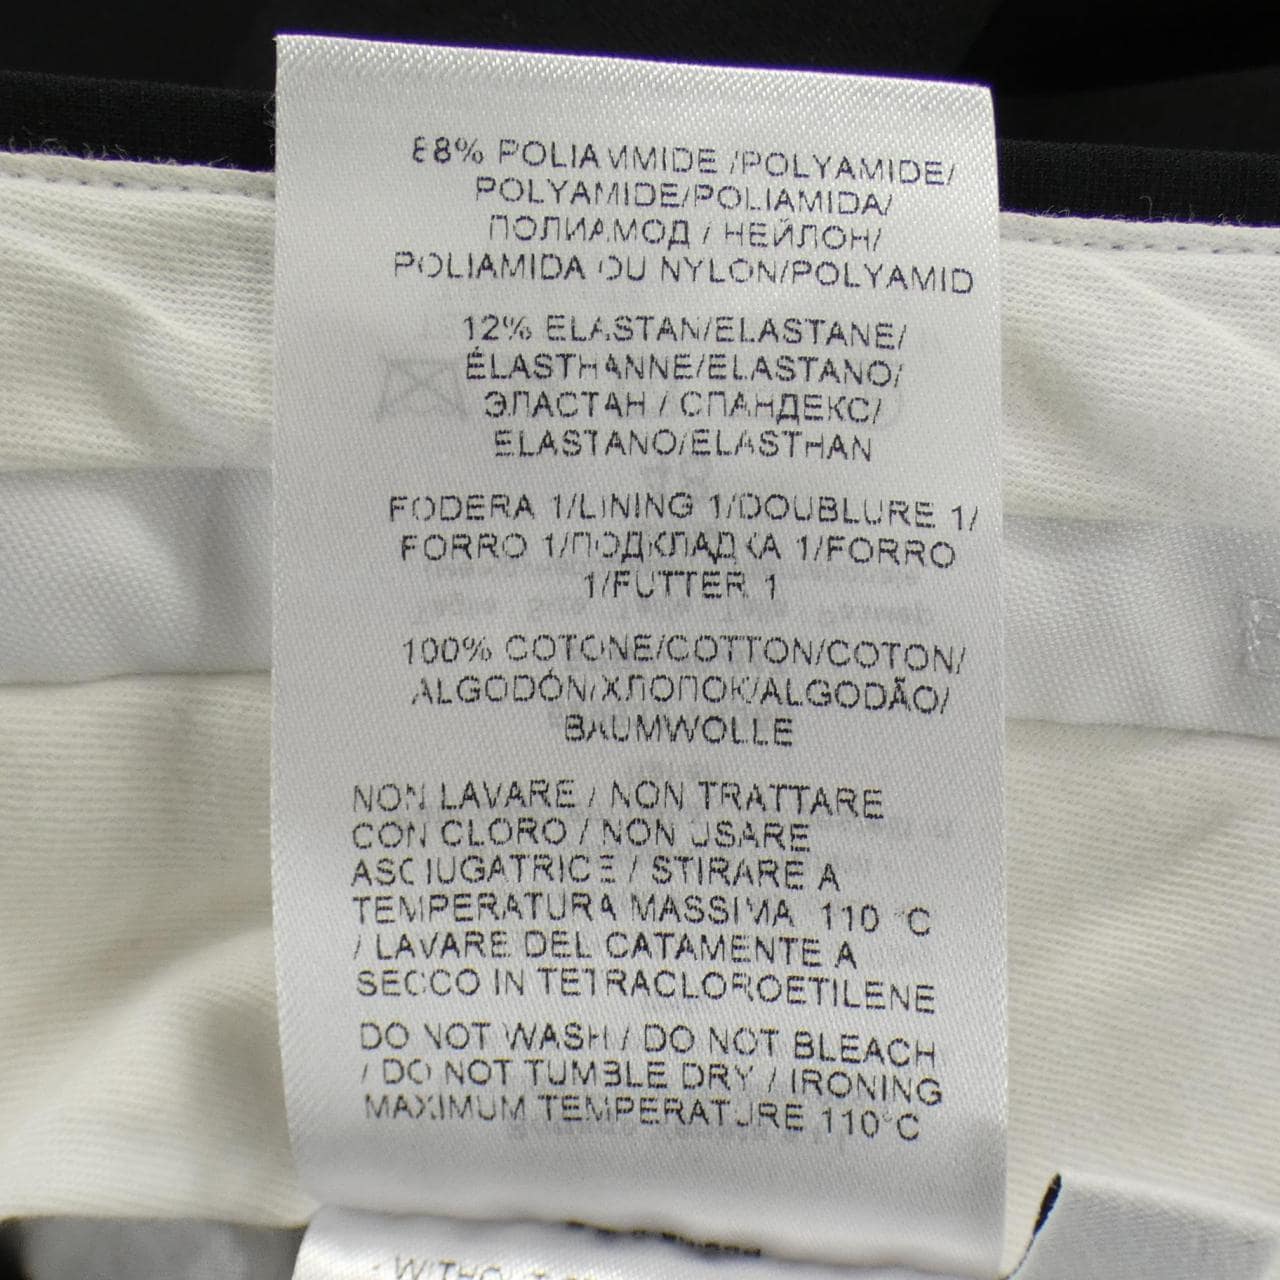 88% POLIAMMIDE /POLYAMIDE/
POLYAMIDE/POLIAMIDA/
ПОЛИАМОД / НЕЙЛОН/
POLIAMIDA OU NYLON/POLYAMID
12% ELASTAN/ELASTANE/
ÉLASTHANNE/ELASTANO/
ЭЛАСТАН / СПАНДЕКС/
ELASTANO/ELASTHAN
FODERA 1/LINING 1/DOUBLURE 1/
FORRO 1/ПОДКЛАДКА 1/FORRO
1/FUTTER 1
100% COTONE/COTTON/COTON/
ALGODÓN/ХЛОПОК/ALGODÃO/
BAUMWOLLE
NON LAVARE / NON TRATTARE
CON CLORO / NON USARE
ASCIUGATRICE / STIRARE A
TEMPERATURA MASSIMA 110 °C
/ LAVARE DEL CATAMENTE A
SECCO IN TETRACLOROETILENE
DO NOT WASH / DO NOT BLEACH
/ DO NOT TUMBLE DRY / IRONING
MAXIMUM TEMPERATURE 110°C
WITHOUT